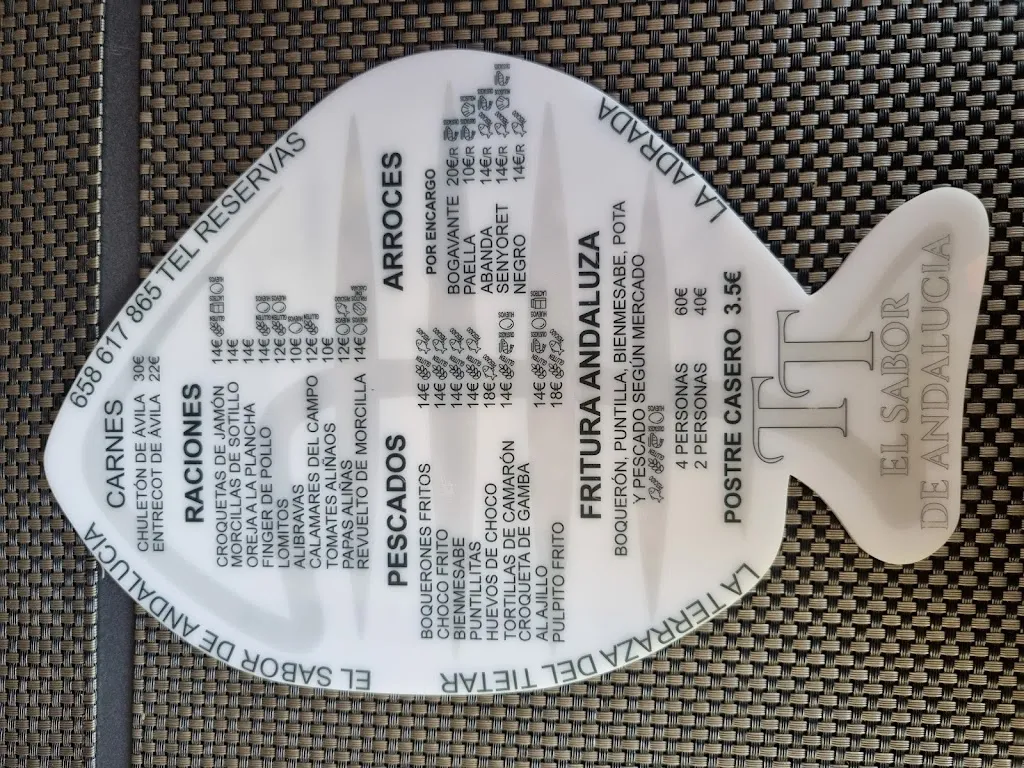 658 617 865 TEL RESERVAS
EL SABOR DE ANDALUCIA
CARNES
CHULETÓN DE ÁVILA 30€
ENTRECOT DE ÁVILA 22€
RACIONES
CROQUETAS DE JAMÓN 14€
MORCILLAS DE SOTILLO 14€
OREJA A LA PLANCHA 14€
FINGER DE POLLO 14€
LOMITOS 12€
ALIBRAVAS 10€
CALAMARES DEL CAMPO 12€
TOMATES ALIÑAOS 10€
PAPAS ALIÑAS 12€
REVUELTO DE MORCILLA 14€
PESCADOS
BOQUERONES FRITOS 14€
CHOCO FRITO 14€
BIENMESABE 14€
PUNTILLITAS 14€
HUEVOS DE CHOCO 18€
TORTILLAS DE CAMARÓN 14€
CROQUETA DE GAMBA
AL AJILLO 14€
PULPITO FRITO 18€
ARROCES
POR ENCARGO
BOGAVANTE 20€/R
PAELLA 10€/R
ABANDA 14€/R
SENYORET 14€/R
NEGRO 14€/R
FRITURA ANDALUZA
BOQUERÓN, PUNTILLA, BIENMESABE, POTA
Y PESCADO SEGÚN MERCADO
4 PERSONAS 60€
2 PERSONAS 40€
POSTRE CASERO 3.5€
LA TERRAZA DEL TIETAR
LA ADRADA
TT
EL SABOR
DE ANDALUCIA